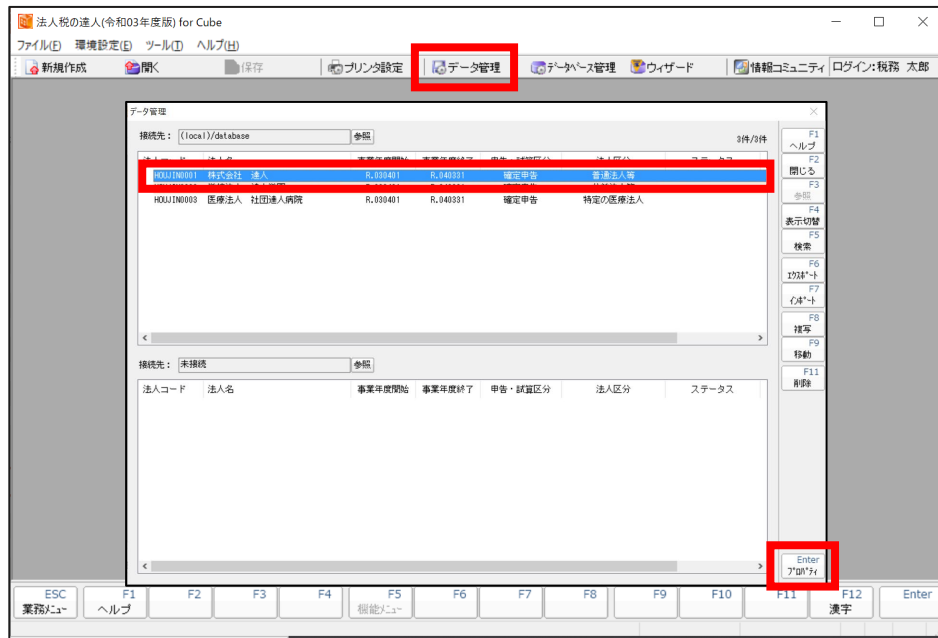 法人税の達人(令和03年度版) for Cube
ファイル(F) 環境設定(E) ツール(T) ヘルプ(H)
新規作成 開く 保存 プリンタ設定 データ管理 データベース管理 ウィザード 情報コミュニティ ログイン:税務 太郎
データ管理
接続先: (local)/database 参照 3件/3件
HOUJIN0001 株式会社 達人 R.030401 R.040331 確定申告 普通法人等
HOUJIN0003 医療法人 社団達人病院 R.030401 R.040331 確定申告 特定の医療法人
接続先: 未接続 参照
法人コード 法人名 事業年度開始 事業年度終了 申告・試算区分 法人区分 ステータス
F1
ヘルプ
F2
閉じる
F3
参照
F4
表示切替
F5
検索
F6
エクスポート
F7
インポート
F8
複写
F9
移動
F11
削除
Enter
プロパティ
ESC F1 F2 F3 F4 F5 F6 F7 F8 F9 F10 F11 F12 Enter
業務メニュー ヘルプ 機能メニュー 漢字